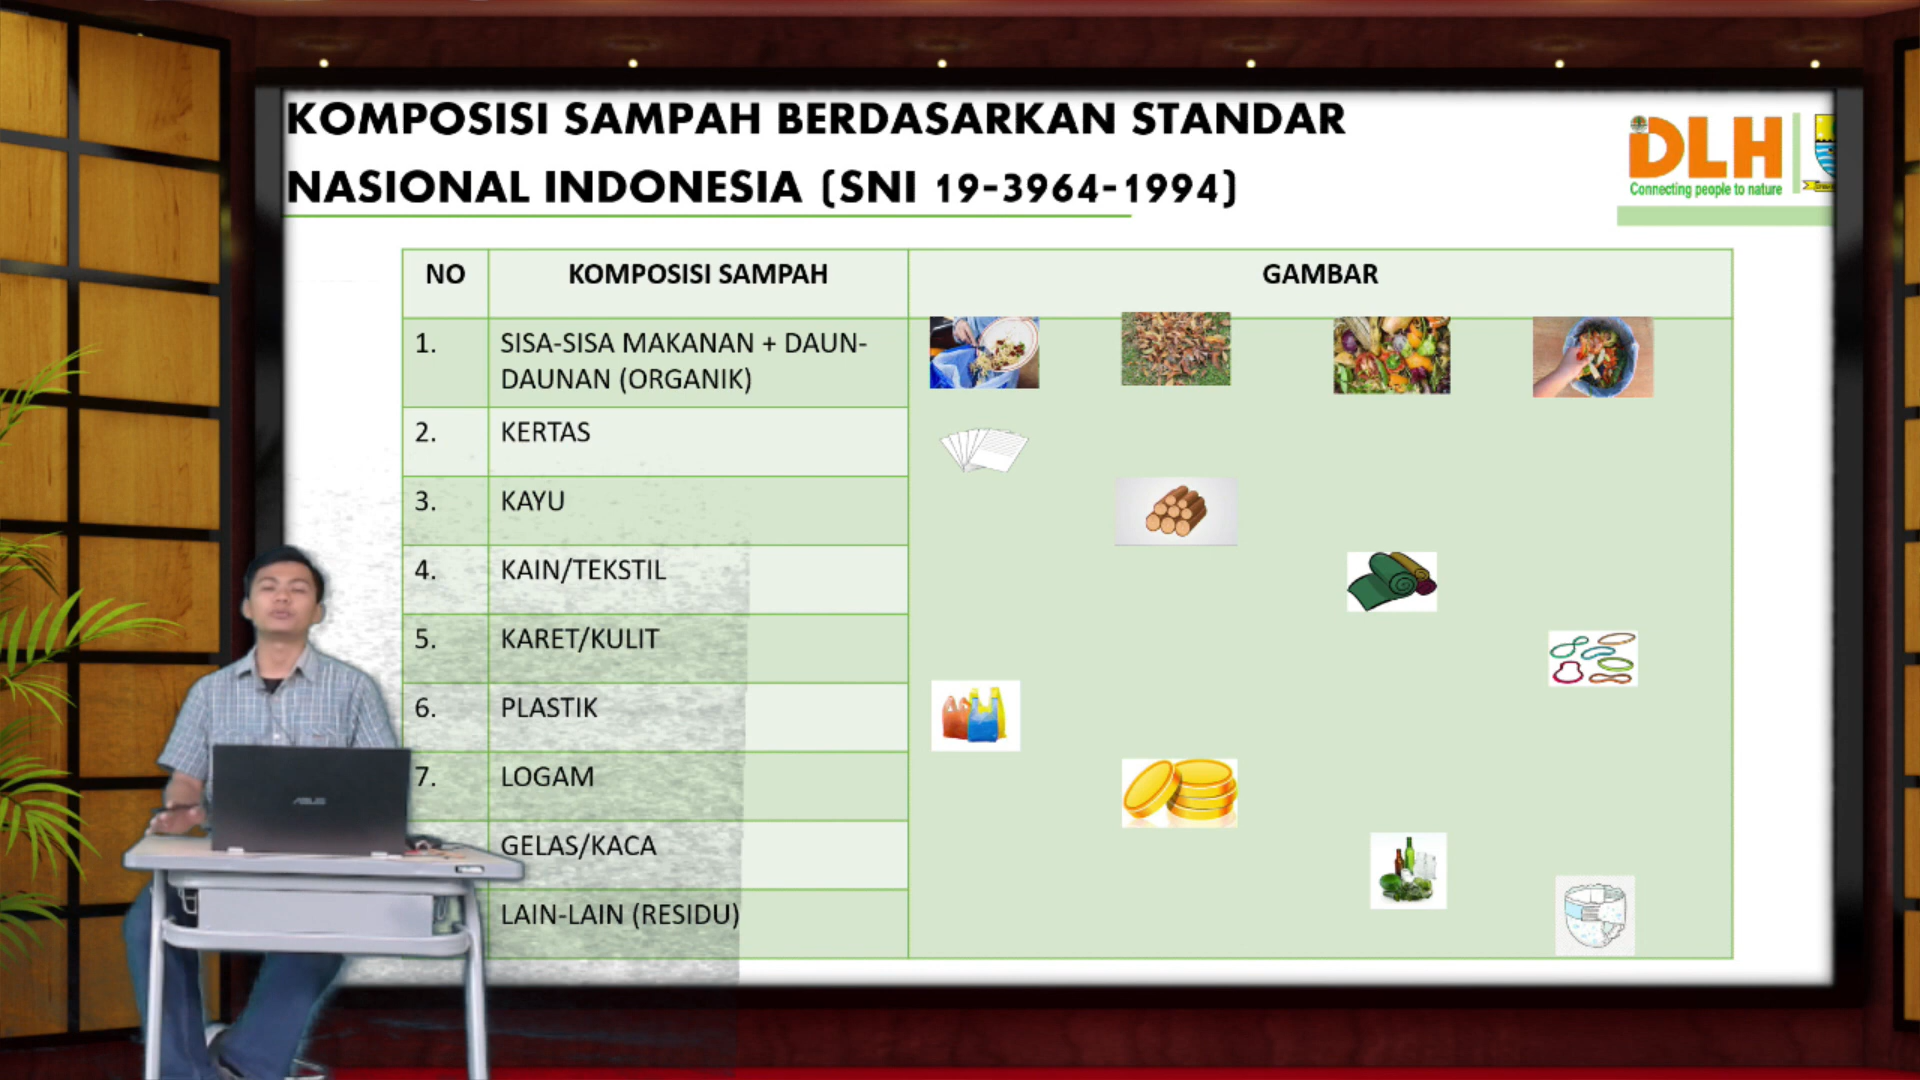 KOMPOSISI SAMPAH BERDASARKAN STANDAR
NASIONAL INDONESIA (SNI 19-3964-1994)
DLH
Connecting people to nature
NO KOMPOSISI SAMPAH GAMBAR
1. SISA-SISA MAKANAN + DAUN-
DAUNAN (ORGANIK)
2. KERTAS
3. KAYU
4. KAIN/TEKSTIL
5. KARET/KULIT
6. PLASTIK
7. LOGAM
GELAS/KACA
LAIN-LAIN (RESIDU)
ASUS